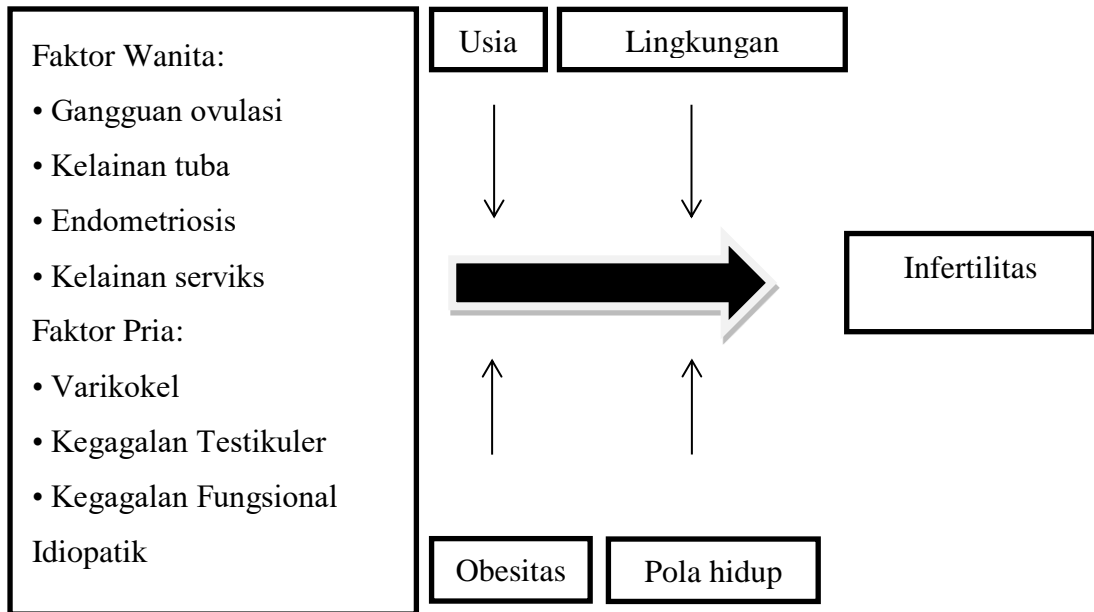 Faktor Wanita:
• Gangguan ovulasi
• Kelainan tuba
• Endometriosis
• Kelainan serviks
Faktor Pria:
• Varikokel
• Kegagalan Testikuler
• Kegagalan Fungsional
Idiopatik
Usia
Lingkungan
Infertilitas
Obesitas
Pola hidup